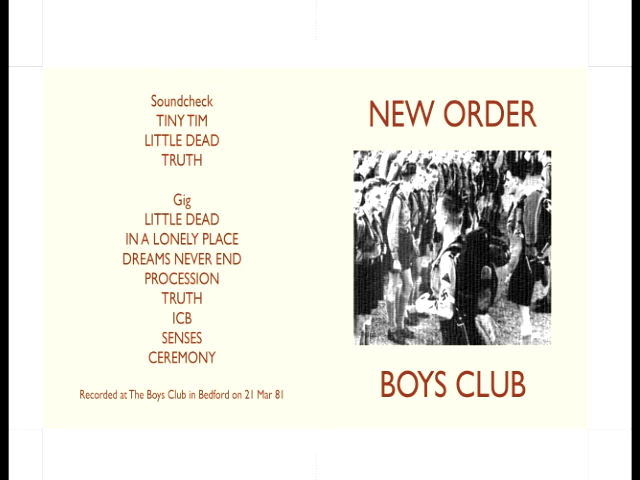 Soundcheck
TINY TIM
LITTLE DEAD
TRUTH
Gig
LITTLE DEAD
IN A LONELY PLACE
DREAMS NEVER END
PROCESSION
TRUTH
ICB
SENSES
CEREMONY
Recorded at The Boys Club in Bedford on 21 Mar 81
NEW ORDER
BOYS CLUB